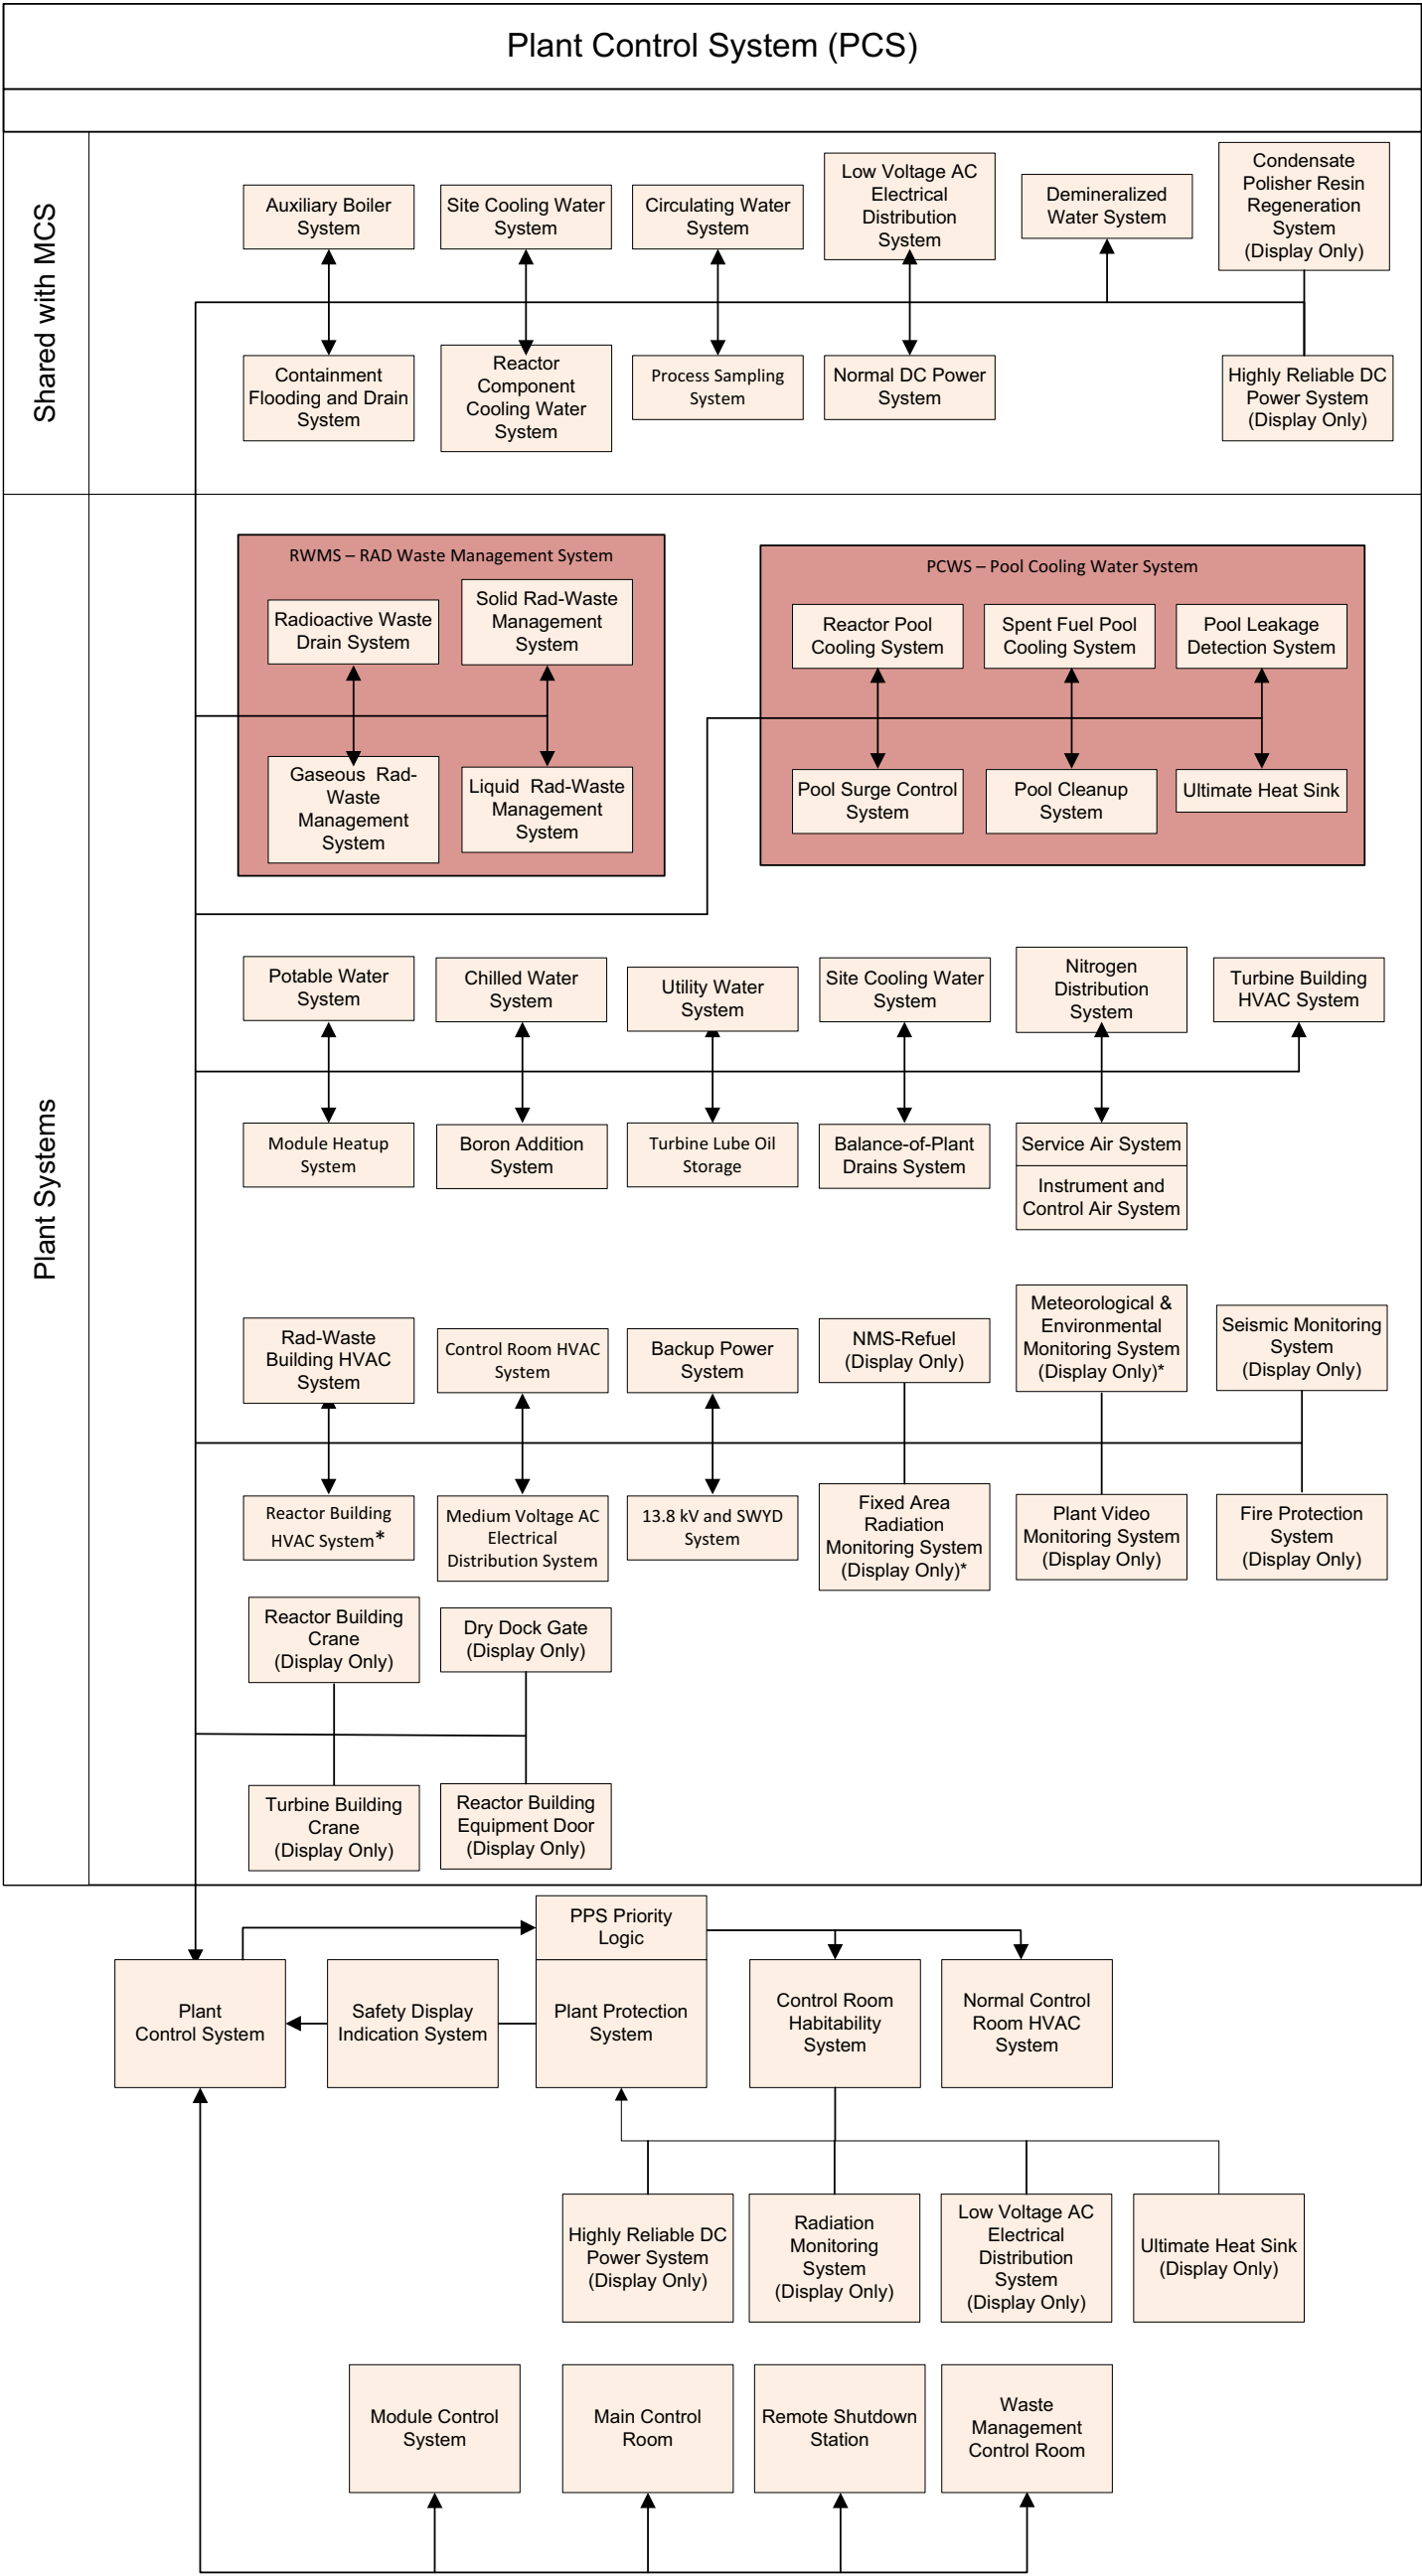 Plant Control System (PCS)
Shared with MCS
Auxiliary Boiler
System
Site Cooling Water
System
Circulating Water
System
Low Voltage AC
Electrical
Distribution
System
Demineralized
Water System
Condensate
Polisher Resin
Regeneration
System
(Display Only)
Containment
Flooding and Drain
System
Reactor
Component
Cooling Water
System
Process Sampling
System
Normal DC Power
System
Highly Reliable DC
Power System
(Display Only)
Plant Systems
RWMS – RAD Waste Management System
Radioactive Waste
Drain System
Solid Rad-Waste
Management
System
Gaseous Rad-
Waste
Management
System
Liquid Rad-Waste
Management
System
PCWS – Pool Cooling Water System
Reactor Pool
Cooling System
Spent Fuel Pool
Cooling System
Pool Leakage
Detection System
Pool Surge Control
System
Pool Cleanup
System
Ultimate Heat Sink
Potable Water
System
Chilled Water
System
Utility Water
System
Site Cooling Water
System
Nitrogen
Distribution
System
Turbine Building
HVAC System
Module Heatup
System
Boron Addition
System
Turbine Lube Oil
Storage
Balance-of-Plant
Drains System
Service Air System
Instrument and
Control Air System
Rad-Waste
Building HVAC
System
Control Room HVAC
System
Backup Power
System
NMS-Refuel
(Display Only)
Meteorological &
Environmental
Monitoring System
(Display Only)*
Seismic Monitoring
System
(Display Only)
Reactor Building
HVAC System*
Medium Voltage AC
Electrical
Distribution System
13.8 kV and SWYD
System
Fixed Area
Radiation
Monitoring System
(Display Only)*
Plant Video
Monitoring System
(Display Only)
Fire Protection
System
(Display Only)
Reactor Building
Crane
(Display Only)
Dry Dock Gate
(Display Only)
Turbine Building
Crane
(Display Only)
Reactor Building
Equipment Door
(Display Only)
PPS Priority
Logic
Plant
Control System
Safety Display
Indication System
Plant Protection
System
Control Room
Habitability
System
Normal Control
Room HVAC
System
Highly Reliable DC
Power System
(Display Only)
Radiation
Monitoring
System
(Display Only)
Low Voltage AC
Electrical
Distribution
System
(Display Only)
Ultimate Heat Sink
(Display Only)
Module Control
System
Main Control
Room
Remote Shutdown
Station
Waste
Management
Control Room